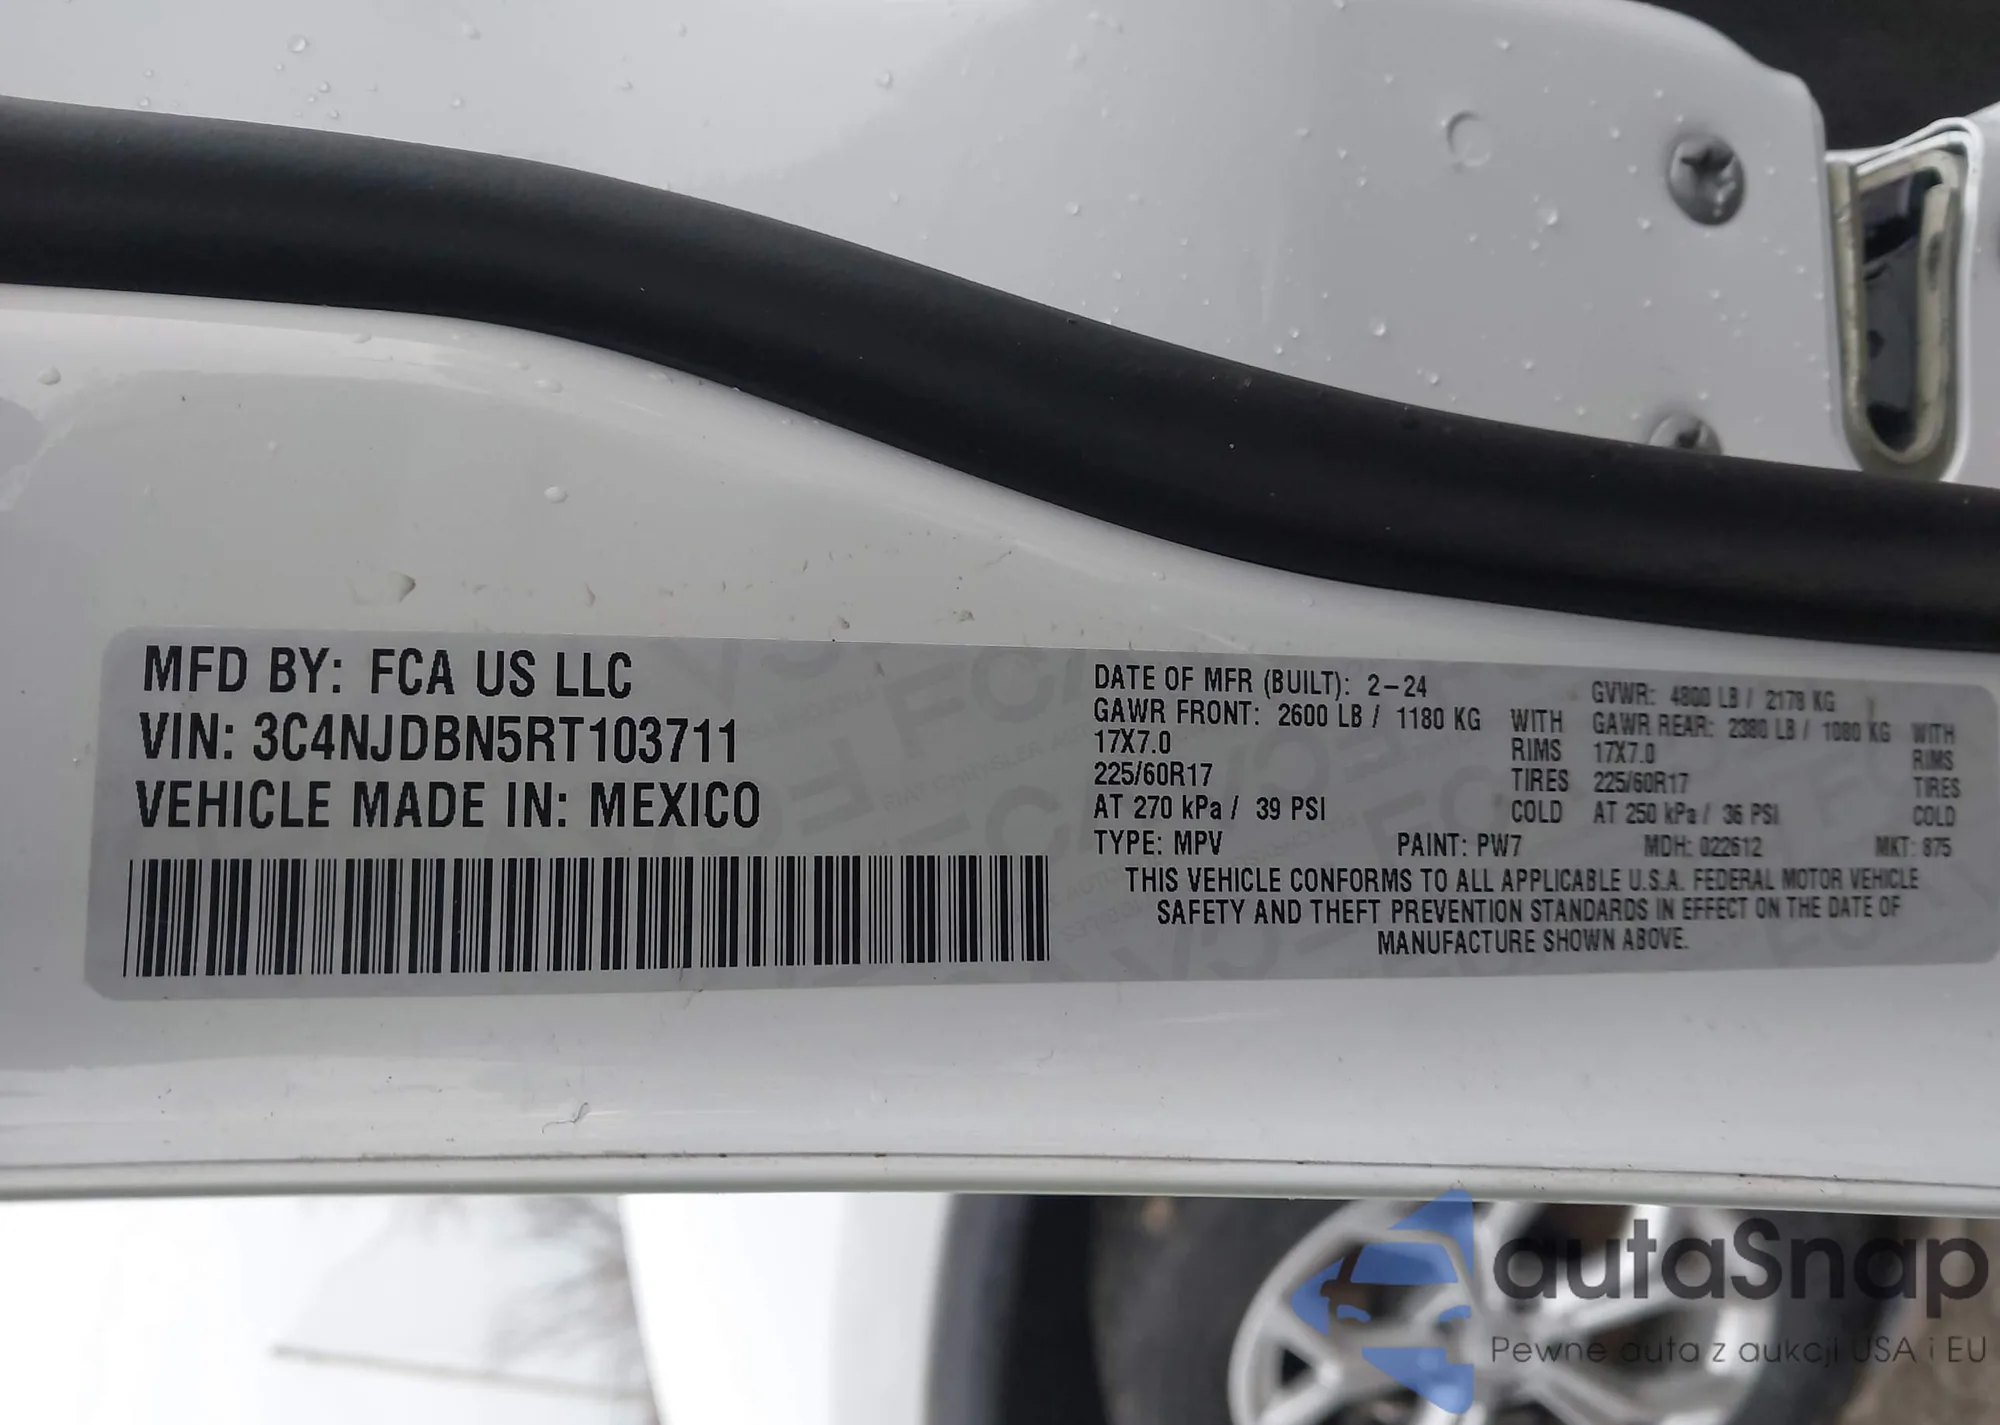 MFD BY: FCA US LLC
VIN: 3C4NJDBN5RT103711
VEHICLE MADE IN: MEXICO
DATE OF MFR (BUILT): 2-24 GVWR: 4800 LB / 2178 KG
GAWR FRONT: 2600 LB / 1180 KG WITH GAWR REAR: 2380 LB / 1080 KG WITH
17X7.0 RIMS 17X7.0 RIMS
225/60R17 TIRES 225/60R17 TIRES
AT 270 kPa / 39 PSI COLD AT 250 kPa / 36 PSI COLD
TYPE: MPV PAINT: PW7 MDH: 022612 MKT: 875
THIS VEHICLE CONFORMS TO ALL APPLICABLE U.S.A. FEDERAL MOTOR VEHICLE
SAFETY AND THEFT PREVENTION STANDARDS IN EFFECT ON THE DATE OF
MANUFACTURE SHOWN ABOVE.
autaSnap
Pewne auta z aukcji USA i EU